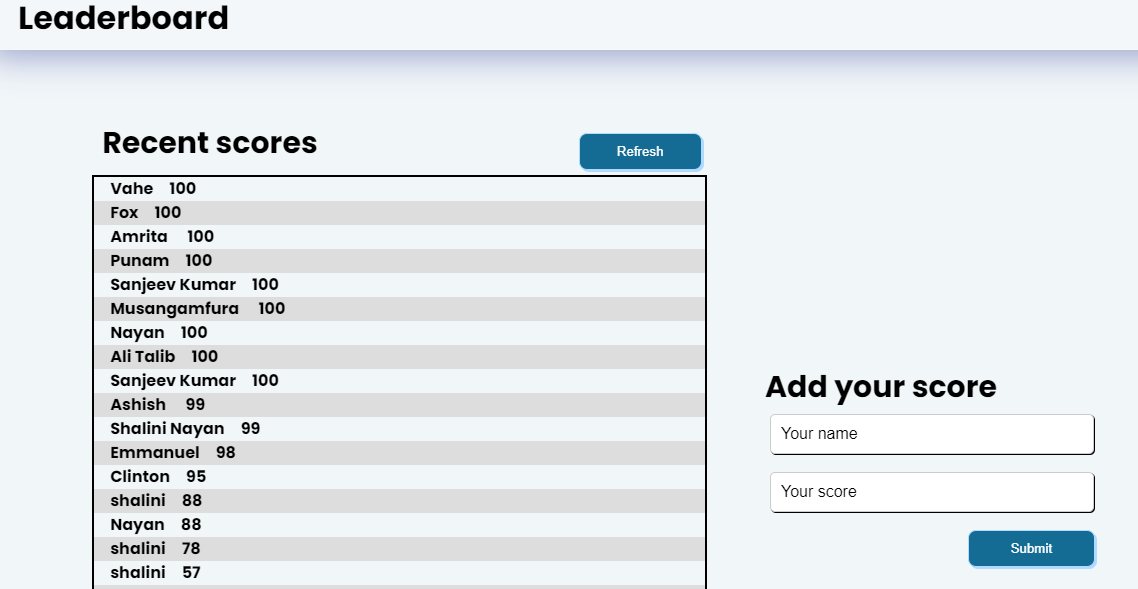 Leaderboard
Recent scores
Refresh
Vahe 100
Fox 100
Amrita 100
Punam 100
Sanjeev Kumar 100
Musangamfura 100
Nayan 100
Ali Talib 100
Sanjeev Kumar 100
Ashish 99
Shalini Nayan 99
Emmanuel 98
Clinton 95
shalini 88
Nayan 88
shalini 78
shalini 57
Add your score
Your name
Your score
Submit